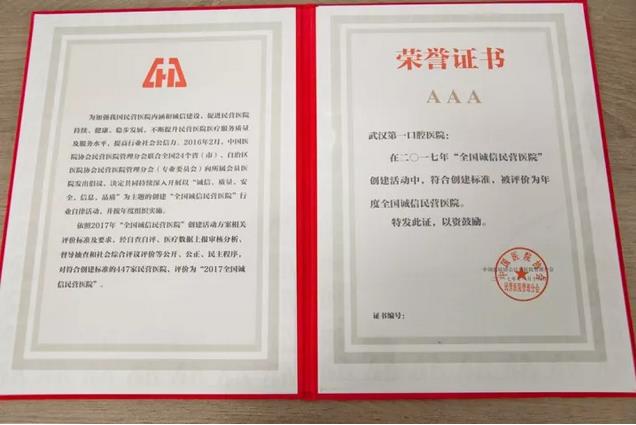 为加强我国民营医院内涵和诚信建设，促进民营医院
持续、健康、稳步发展，不断提升民营医院医疗服务质量
及服务水平，提高行业社会公信力。2016年2月，中国医
院协会民营医院管理分会联合全国24个省（市）、自治区
医院协会民营医院管理分会（专业委员会）向所属会员医
院发出倡议，决定共同持续深入开展以“诚信、质量、安
全、信息、品质”为主题的创建“全国诚信民营医院”行
业自律活动，并按年度组织实施。
依照2017年“全国诚信民营医院”创建活动方案相关
评价标准及要求，经自查自评、医疗数据上报审核分析、
督导抽查和社会综合评议评价等公开、公正、民主程序，
对符合创建标准的447家民营医院，评价为“2017全国诚
信民营医院”。
荣誉证书
AAA
武汉第一口腔医院：
在二〇一七年“全国诚信民营医院”
创建活动中，符合创建标准，被评价为年
度全国诚信民营医院。
特发此证，以资鼓励。
中国医院协会
民营医院管理分会
证书编号：